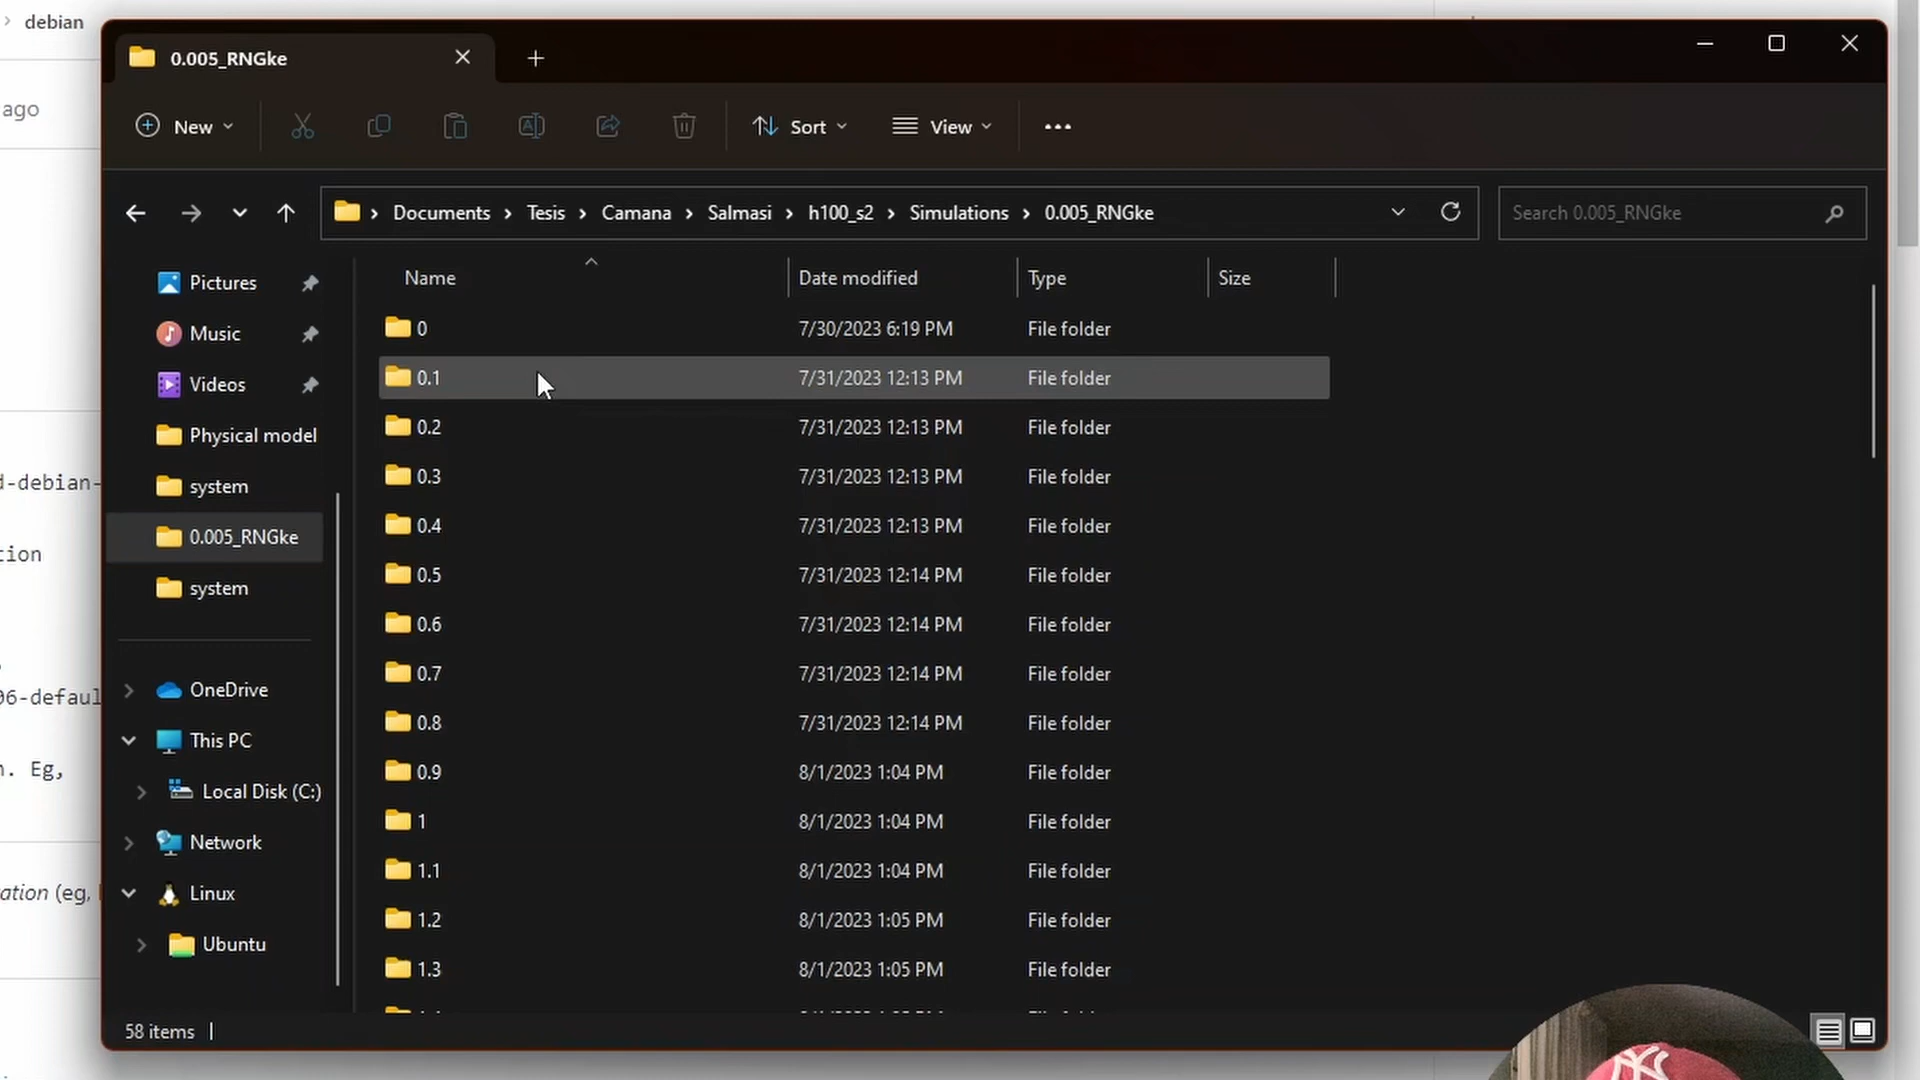 debian
ago
d-debian-
tion
06-defaul
n. Eg,
ation (eg,
0.005_RNGke
New
Sort
View
Documents Tesis Camana Salmasi h100_s2 Simulations 0.005_RNGke
Search 0.005_RNGke
Pictures
Music
Videos
Physical model
system
0.005_RNGke
system
OneDrive
This PC
Local Disk (C:)
Network
Linux
Ubuntu
Name Date modified Type Size
0 7/30/2023 6:19 PM File folder
0.1 7/31/2023 12:13 PM File folder
0.2 7/31/2023 12:13 PM File folder
0.3 7/31/2023 12:13 PM File folder
0.4 7/31/2023 12:13 PM File folder
0.5 7/31/2023 12:14 PM File folder
0.6 7/31/2023 12:14 PM File folder
0.7 7/31/2023 12:14 PM File folder
0.8 7/31/2023 12:14 PM File folder
0.9 8/1/2023 1:04 PM File folder
1 8/1/2023 1:04 PM File folder
1.1 8/1/2023 1:04 PM File folder
1.2 8/1/2023 1:05 PM File folder
1.3 8/1/2023 1:05 PM File folder
58 items
NY